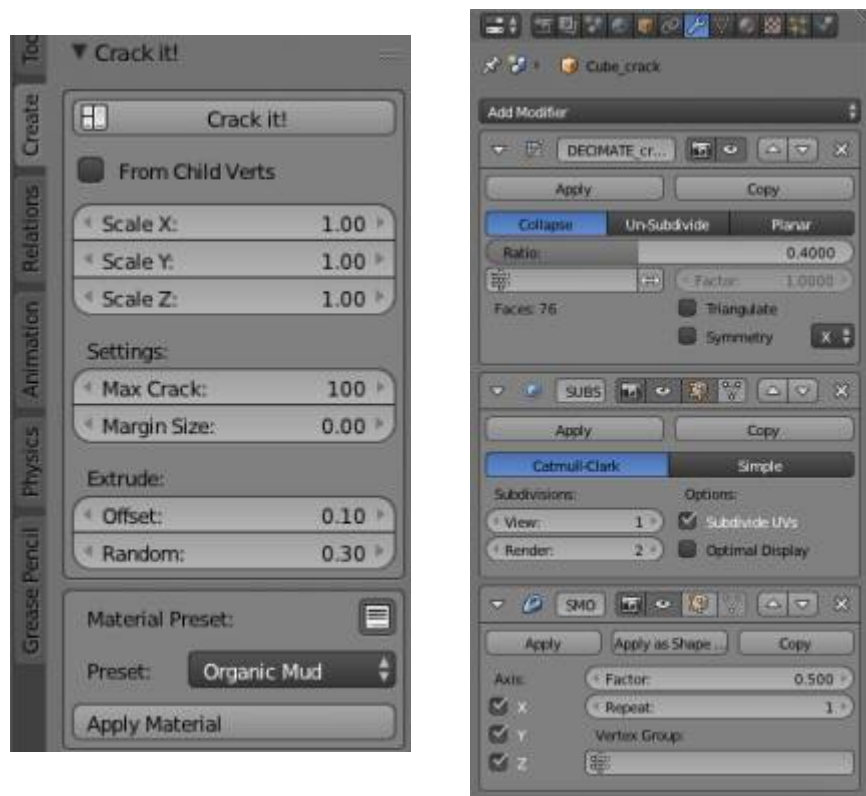 Too
Create
Relations
Animation
Physics
Grease Pencil
Crack it!
Crack it!
From Child Verts
Scale X: 1.00
Scale Y: 1.00
Scale Z: 1.00
Settings:
Max Crack: 100
Margin Size: 0.00
Extrude:
Offset: 0.10
Random: 0.30
Material Preset:
Preset: Organic Mud
Apply Material
Cube_crack
Add Modifier
DECIMATE_cr...
Apply Copy
Collapse Un-Subdivide Planar
Ratio: 0.4000
Factor: 1.0000
Faces: 76 Triangulate
Symmetry X
SUBS
Apply Copy
Catmull-Clark Simple
Subdivisions: Options:
View: 1 Subdivide UVs
Render: 2 Optimal Display
SMO
Apply Apply as Shape ... Copy
Axis: Factor: 0.500
X Repeat: 1
Y Vertex Group:
Z